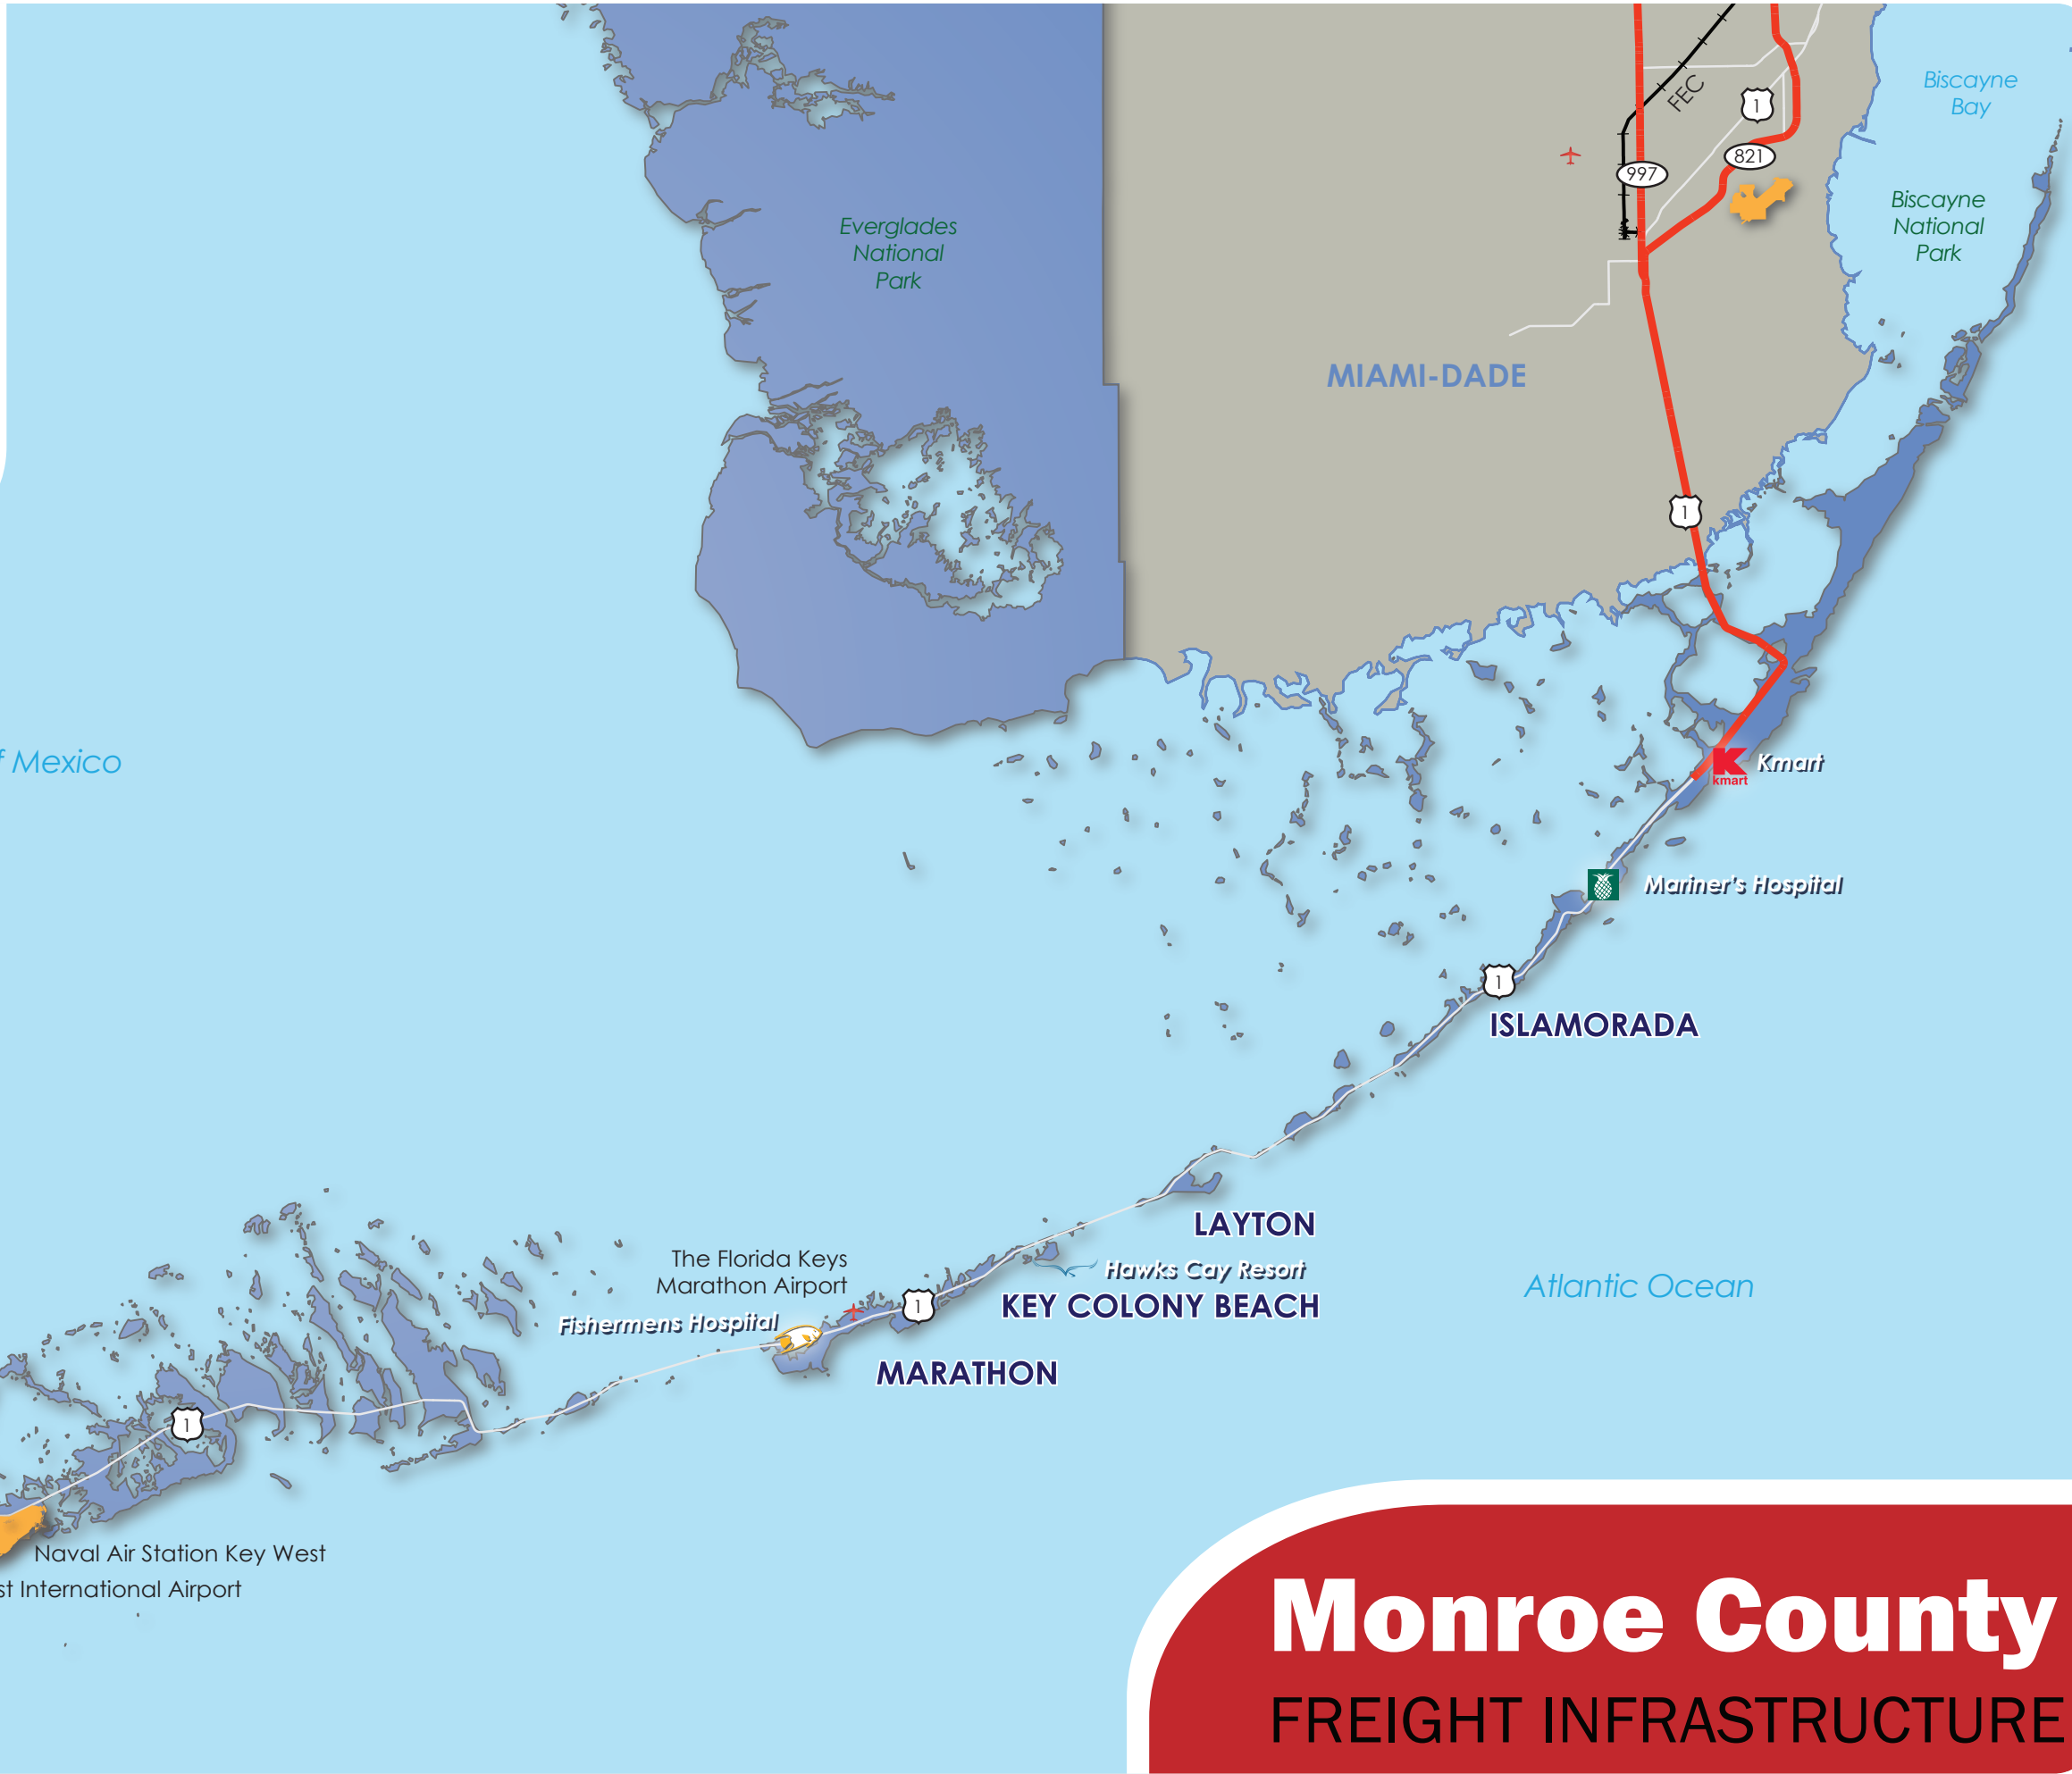 Biscayne
Bay
FEC
1
821
997
Biscayne
National
Park
Everglades
National
Park
MIAMI-DADE
1
Mexico
kmart
Kmart
Mariner's Hospital
1
ISLAMORADA
LAYTON
The Florida Keys
Marathon Airport
Hawks Cay Resort
Atlantic Ocean
1
KEY COLONY BEACH
Fishermens Hospital
MARATHON
1
Naval Air Station Key West
International Airport
Monroe County
FREIGHT INFRASTRUCTURE